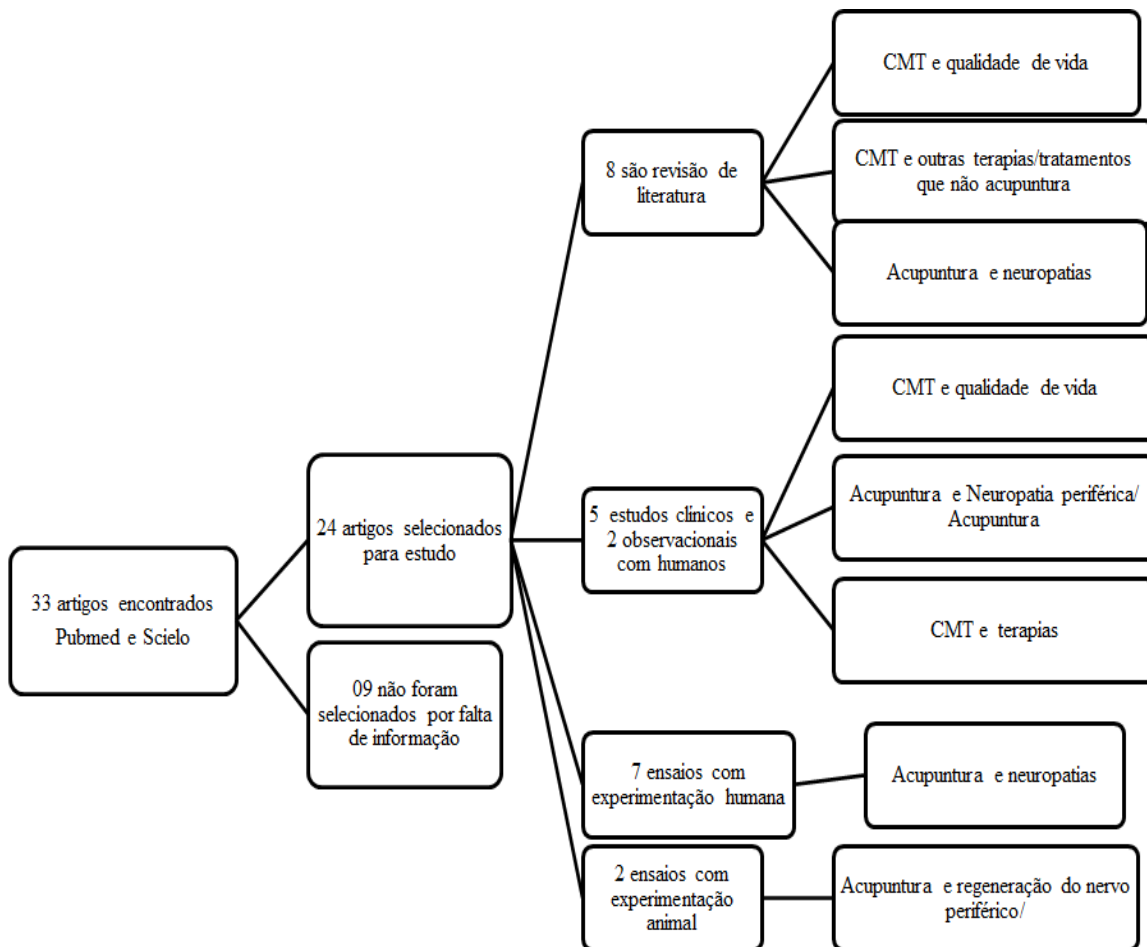 33 artigos encontrados
Pubmed e Scielo
24 artigos selecionados
para estudo
09 não foram
selecionados por falta
de informação
8 são revisão de
literatura
CMT e qualidade de vida
CMT e outras terapias/tratamentos
que não acupuntura
Acupuntura e neuropatias
5 estudos clínicos e
2 observacionais
com humanos
CMT e qualidade de vida
Acupuntura e Neuropatia periférica/
Acupuntura
CMT e terapias
7 ensaios com
experimentação humana
Acupuntura e neuropatias
2 ensaios com
experimentação
animal
Acupuntura e regeneração do nervo
periférico/